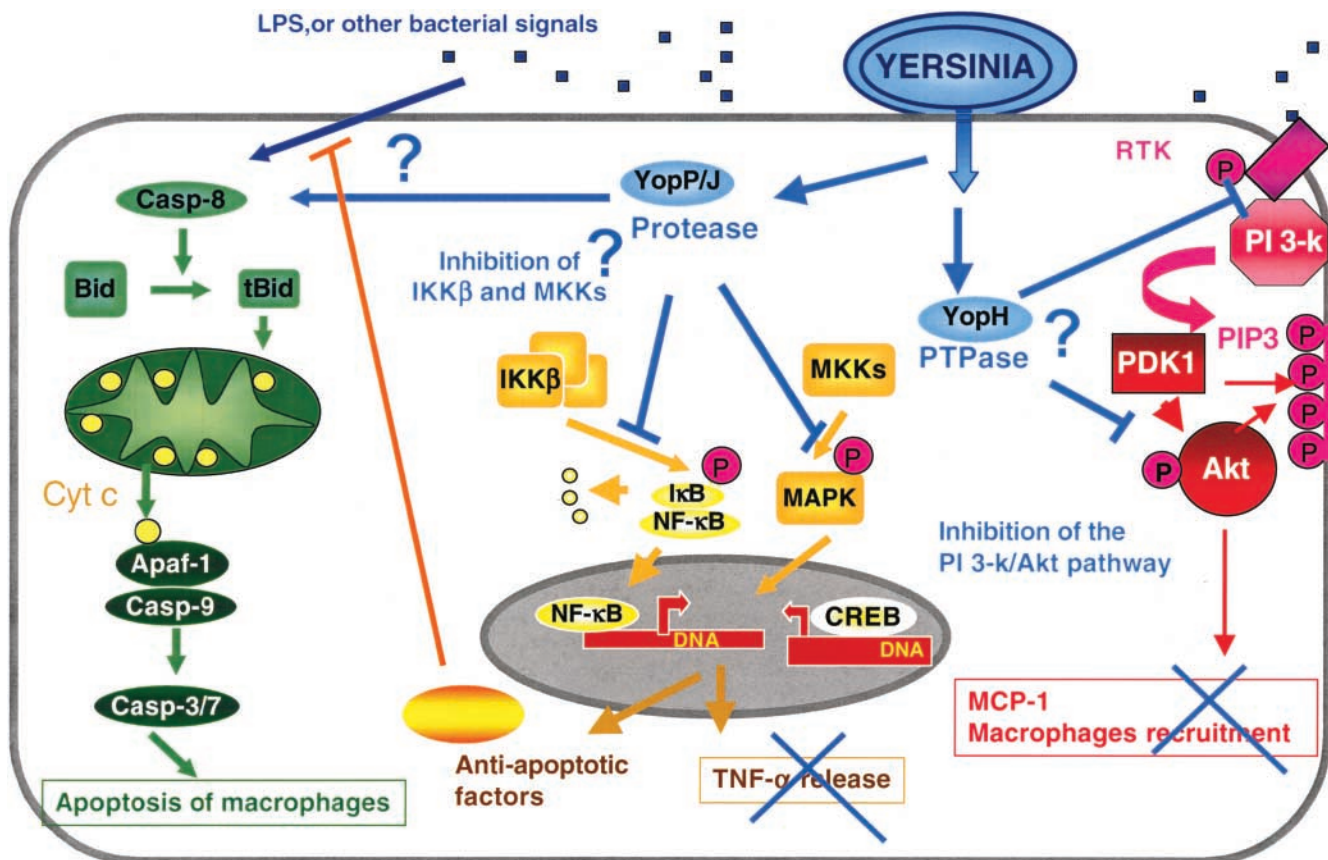 LPS,or other bacterial signals
YERSINIA
RTK
P
?
YopP/J
Protease
Casp-8
PI 3-k
Inhibition of
IKKβ and MKKs
?
Bid
tBid
YopH
PTPase
?
PIP3
P
P
P
P
PDK1
IKKβ
MKKs
P
P
P
Akt
IκB
NF-κB
MAPK
Cyt c
Apaf-1
Casp-9
Inhibition of the
PI 3-k/Akt pathway
NF-κB
DNA
CREB
DNA
Casp-3/7
MCP-1
Macrophages recruitment
Anti-apoptotic
factors
TNF-α release
Apoptosis of macrophages